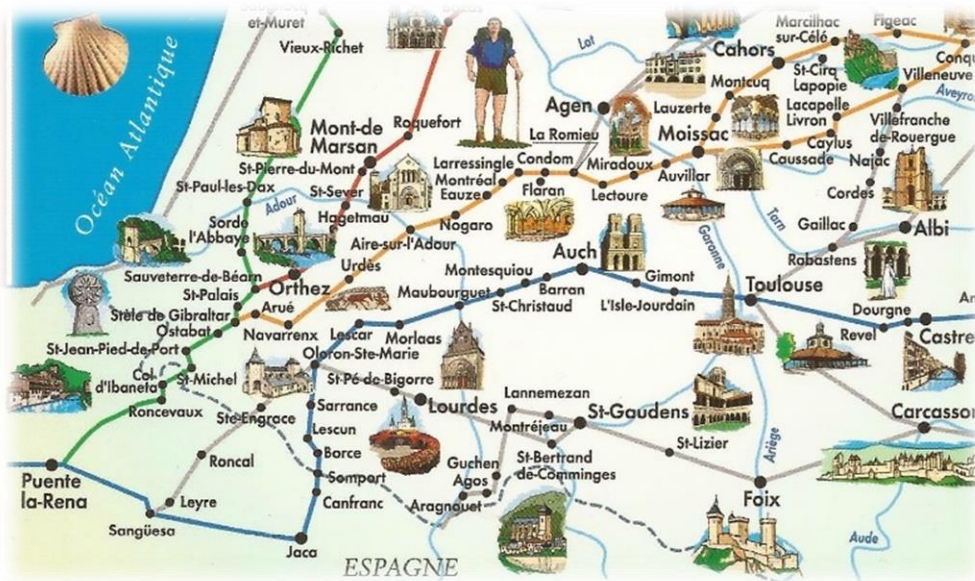 et-Muret
Vieux-Richet
Océan Atlantique
Mont-de
Marsan
Roquefort
St-Pierre-du-Mont
St-Paul-les-Dax
St-Sever
Adour
Hagetmau
Sorde
l'Abbaye
Sauveterre-de-Béarn
Orthez
St-Palais
Stèle de Gibraltar
Arué
Ostabat
Navarrenx
St-Jean-Pied-de-Port
Col
d'Ibaneta
St-Michel
Roncevaux
Puente
la-Rena
Sangüesa
Leyre
Roncal
Ste-Engrace
Jaca
ESPAGNE
Canfranc
Somport
Borce
Lescun
Sarrance
Oloron-Ste-Marie
Lescar
Morlaas
Urdès
Aire-sur-l'Adour
Nogaro
Eauze
Montréal
Larressingle
Condom
Flaran
La Romieu
Lectoure
Miradoux
Auvillar
Moissac
Lauzerte
Montcuq
Agen
Lot
Cahors
Marcilhac
sur-Célé
Figeac
St-Cirq
Lapopie
Conqu
Villeneuve
Aveyro
Lacapelle
Livron
Villefranche
de-Rouergue
Caylus
Caussade
Najac
Cordes
Gaillac
Albi
Rabastens
Tarn
Garonne
Auch
Montesquiou
Barran
Maubourguet
St-Christaud
Gimont
L'Isle-Jourdain
Toulouse
Dourgne
Revel
Castre
St-Pé-de-Bigorre
Lourdes
Lannemezan
Montréjeau
St-Gaudens
St-Lizier
Carcasso
Guchen
Agos
Aragnouet
St-Bertrand
de-Comminges
Ariège
Foix
Aude